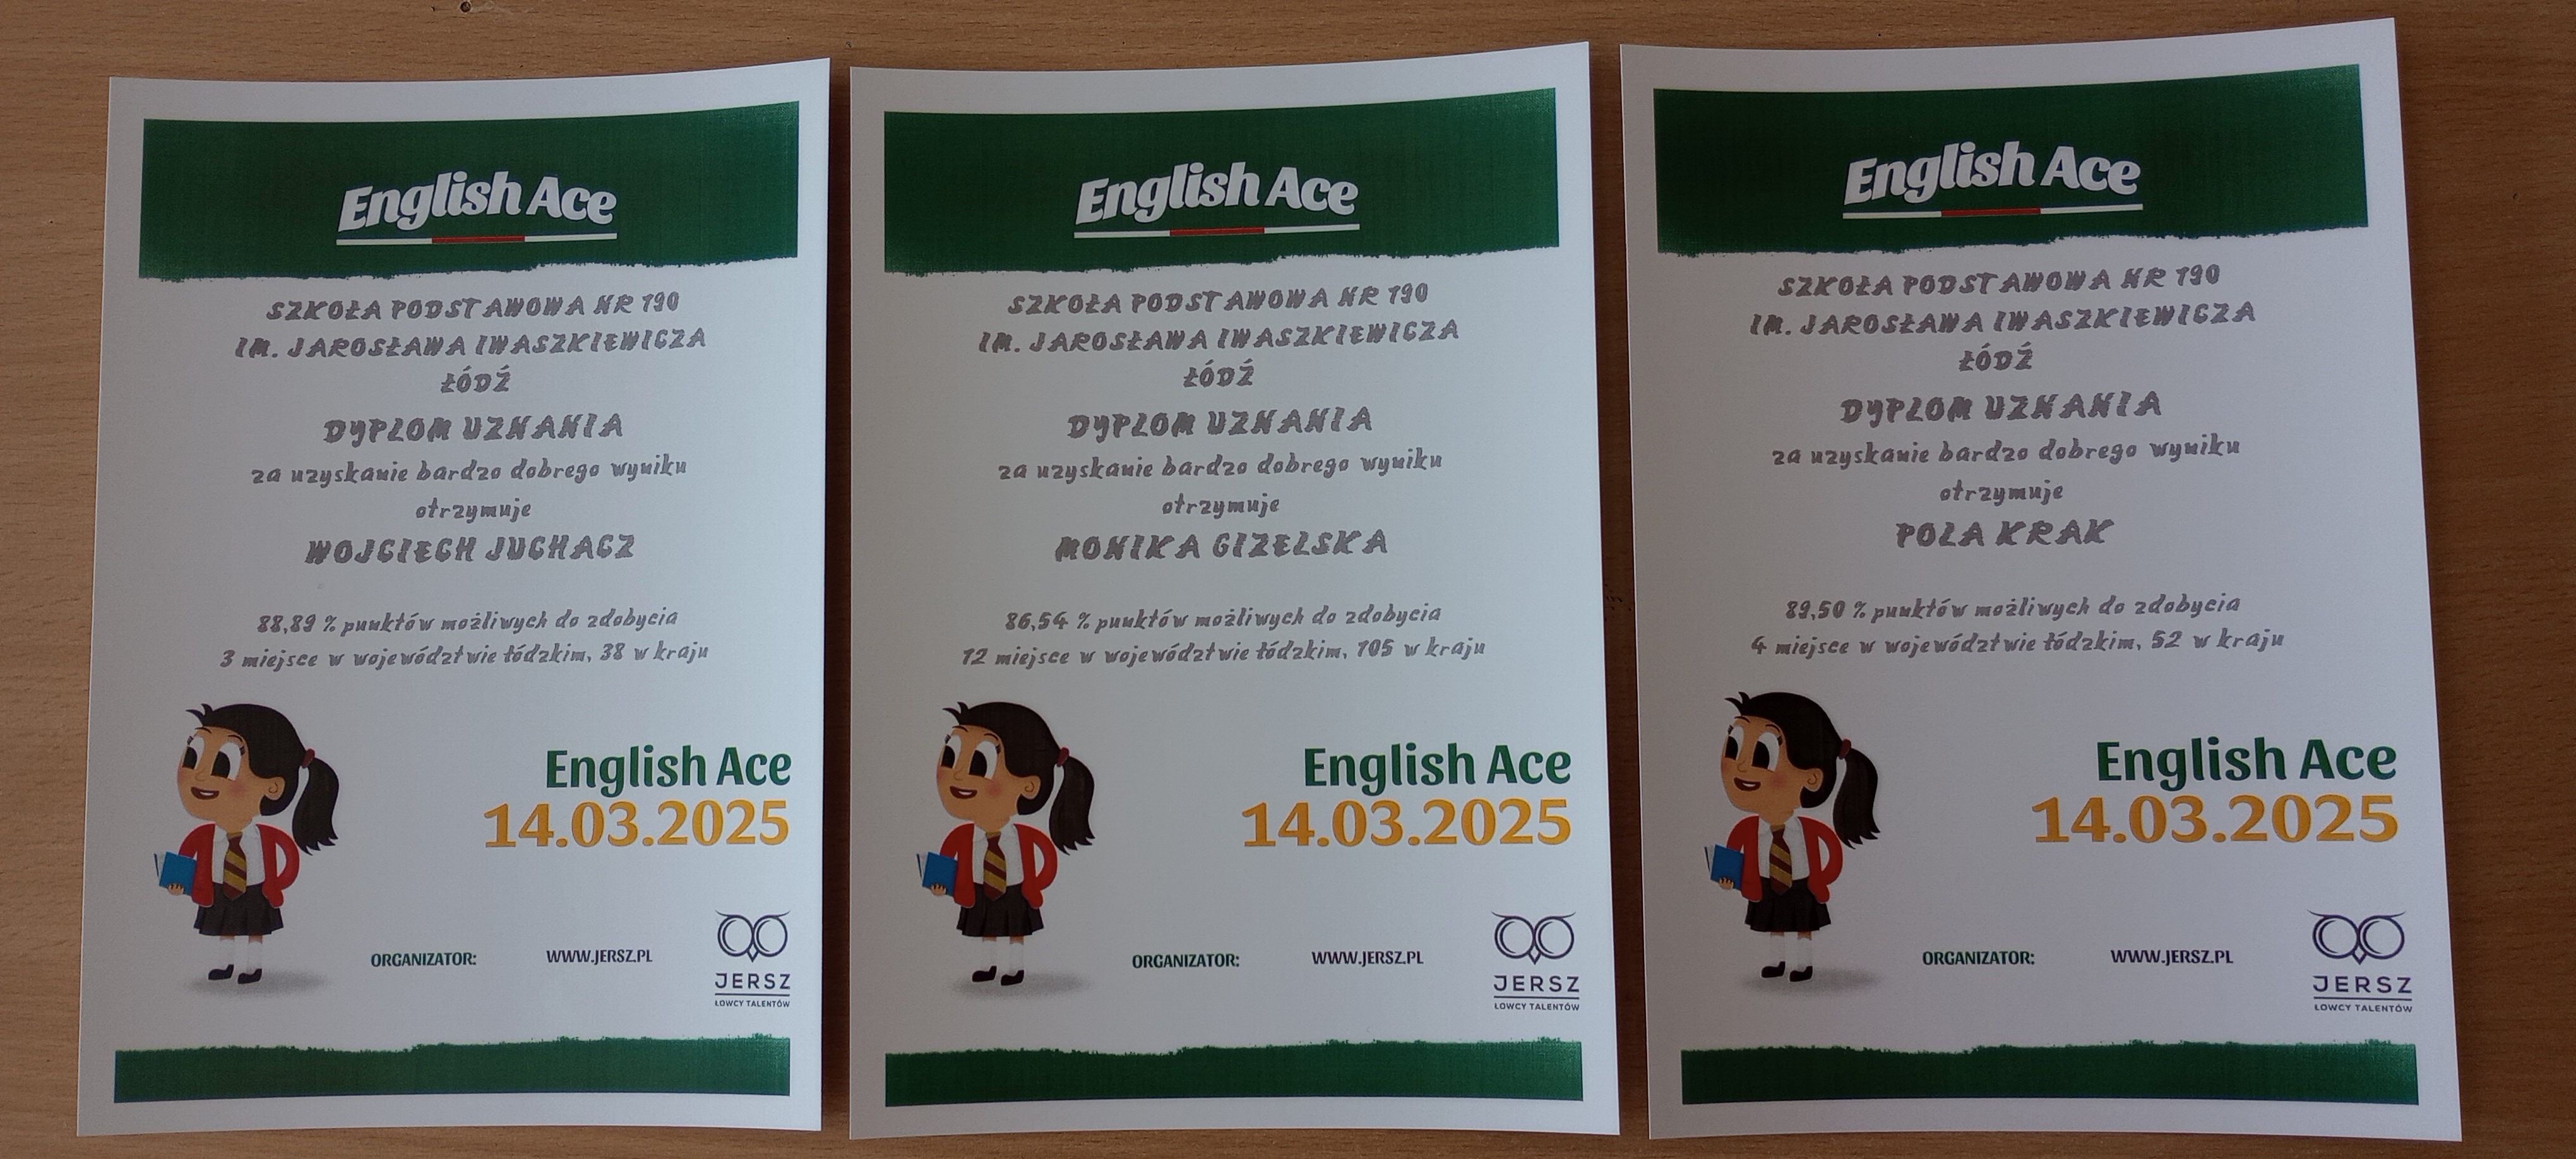 English Ace
SZKOŁA PODSTAWOWA NR 190
IM. JAROSŁAWA IWASZKIEWICZA
ŁÓDŹ
DYPLOM UZNANIA
za uzyskanie bardzo dobrego wyniku
otrzymuje
WOJCIECH JUCHACZ
88,89 % punktów możliwych do zdobycia
3 miejsce w województwie łódzkim, 38 w kraju
English Ace
14.03.2025
ORGANIZATOR: WWW.JERSZ.PL
JERSZ
ŁOWCY TALENTÓW
English Ace
SZKOŁA PODSTAWOWA NR 190
IM. JAROSŁAWA IWASZKIEWICZA
ŁÓDŹ
DYPLOM UZNANIA
za uzyskanie bardzo dobrego wyniku
otrzymuje
MONIKA GIZELSKA
86,54 % punktów możliwych do zdobycia
12 miejsce w województwie łódzkim, 105 w kraju
English Ace
14.03.2025
ORGANIZATOR: WWW.JERSZ.PL
JERSZ
ŁOWCY TALENTÓW
English Ace
SZKOŁA PODSTAWOWA NR 190
IM. JAROSŁAWA IWASZKIEWICZA
ŁÓDŹ
DYPLOM UZNANIA
za uzyskanie bardzo dobrego wyniku
otrzymuje
POLA KRAK
89,50 % punktów możliwych do zdobycia
4 miejsce w województwie łódzkim, 52 w kraju
English Ace
14.03.2025
ORGANIZATOR: WWW.JERSZ.PL
JERSZ
ŁOWCY TALENTÓW